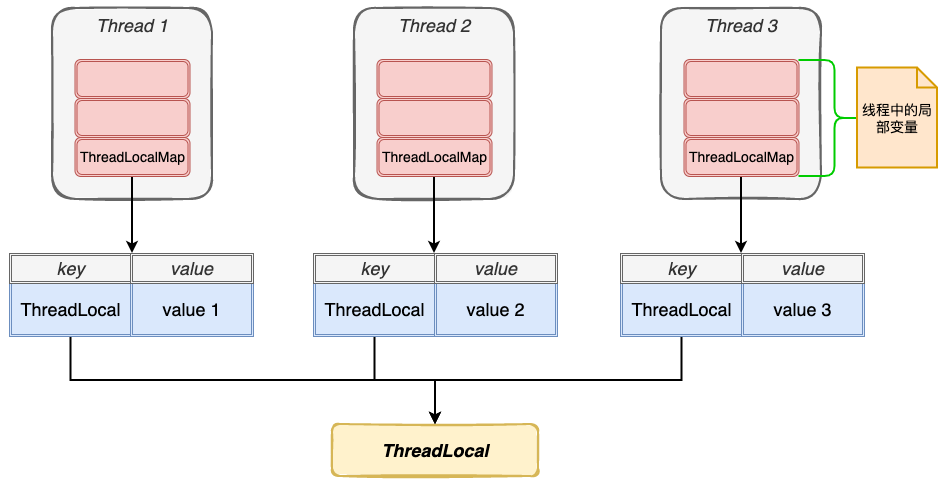 Thread 1
Thread 2
Thread 3
ThreadLocalMap
ThreadLocalMap
ThreadLocalMap
线程中的局
部变量
key
value
key
value
key
value
ThreadLocal
value 1
ThreadLocal
value 2
ThreadLocal
value 3
ThreadLocal